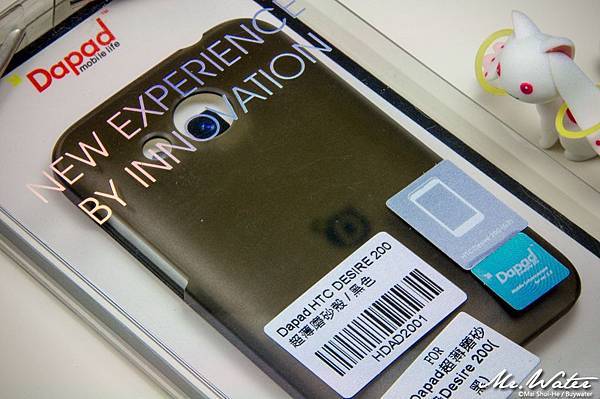 Dapad
mobile life
NEW EXPERIENCE
BY INNOVATION
Dapad HTC DESIRE 200
超薄磨砂殼 / 黑色
HDAD2001
Dapad
FOR
Dapad超薄磨砂
Desire 200(
黑)
Mr. Water
©Mai Shui-He / Buywater